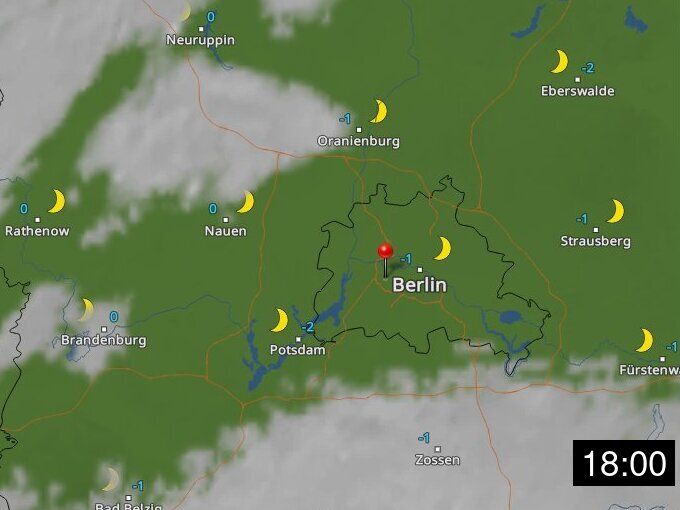 0
Neuruppin
-2
Eberswalde
-1
Oranienburg
0
Rathenow
0
Nauen
-1
Strausberg
-1
Berlin
0
Brandenburg
-2
Potsdam
-1
Fürstenwa
-1
Zossen
18:00
-1
Bad Belzig